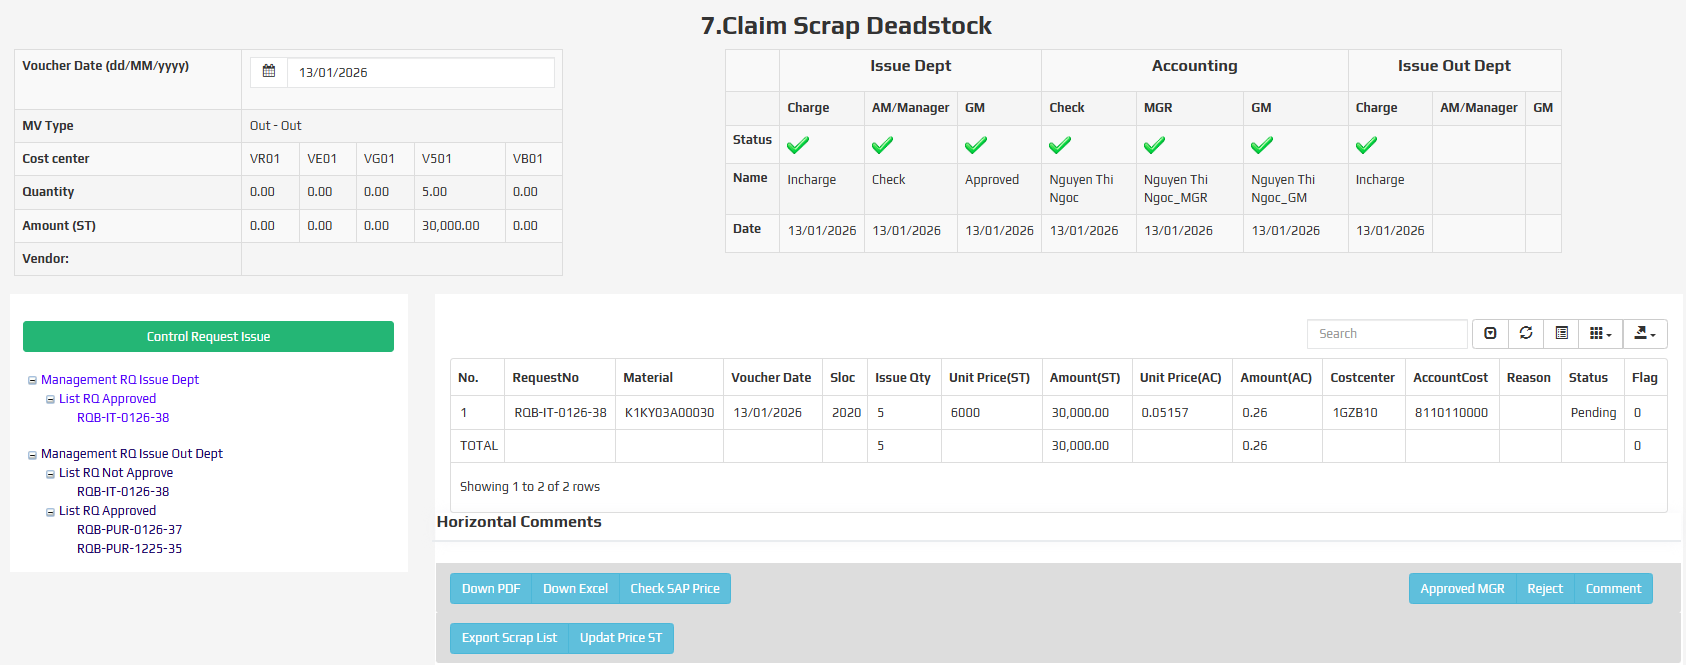 7.Claim Scrap Deadstock
Voucher Date (dd/MM/yyyy) 13/01/2026
MV Type Out - Out
Cost center VR01 VE01 VG01 V501 VB01
Quantity 0.00 0.00 0.00 5.00 0.00
Amount (ST) 0.00 0.00 0.00 30,000.00 0.00
Vendor:
Issue Dept Accounting Issue Out Dept
Charge AM/Manager GM Check MGR GM Charge AM/Manager GM
Status
Name Incharge Check Approved Nguyen Thi Nguyen Thi Nguyen Thi Incharge
Ngoc Ngoc_MGR Ngoc_GM
Date 13/01/2026 13/01/2026 13/01/2026 13/01/2026 13/01/2026 13/01/2026 13/01/2026
Control Request Issue
Management RQ Issue Dept
List RQ Approved
RQB-IT-0126-38
Management RQ Issue Out Dept
List RQ Not Approve
RQB-IT-0126-38
List RQ Approved
RQB-PUR-0126-37
RQB-PUR-1225-35
Search
No. RequestNo Material Voucher Date Sloc Issue Qty Unit Price(ST) Amount(ST) Unit Price(AC) Amount(AC) Costcenter AccountCost Reason Status Flag
1 RQB-IT-0126-38 K1KY03A00030 13/01/2026 2020 5 6000 30,000.00 0.05157 0.26 1GZB10 8110110000 Pending 0
TOTAL 5 30,000.00 0.26 0
Showing 1 to 2 of 2 rows
Horizontal Comments
Down PDF Down Excel Check SAP Price Approved MGR Reject Comment
Export Scrap List Updat Price ST